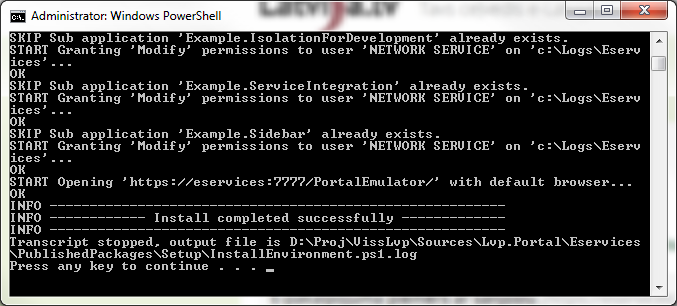 Administrator: Windows PowerShell
SKIP Sub application 'Example.IsolationForDevelopment' already exists.
START Granting 'Modify' permissions to user 'NETWORK SERVICE' on 'c:\Logs\Eserv
ices'...
OK
SKIP Sub application 'Example.ServiceIntegration' already exists.
START Granting 'Modify' permissions to user 'NETWORK SERVICE' on 'c:\Logs\Eserv
ices'...
OK
SKIP Sub application 'Example.Sidebar' already exists.
START Granting 'Modify' permissions to user 'NETWORK SERVICE' on 'c:\Logs\Eserv
ices'...
OK
START Opening 'https://eservices:7777/PortalEmulator/' with default browser...
OK
INFO ---------------------------------------------------------
INFO ------------ Install completed successfully -------------
INFO ---------------------------------------------------------
Transcript stopped, output file is D:\Proj\VissLvp\Sources\Lvp.Portal\Eservices
\PublishedPackages\Setup\InstallEnvironment.ps1.log
Press any key to continue . . .